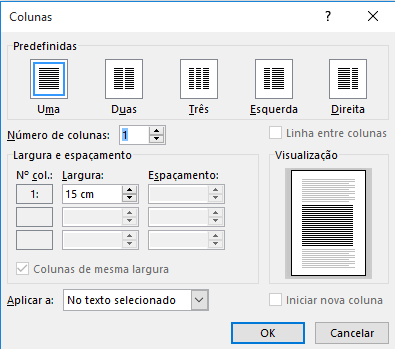 Colunas
Predefinidas
Uma Duas Três Esquerda Direita
Número de colunas: 1 Linha entre colunas
Largura e espaçamento Visualização
Nº col.: Largura: Espaçamento:
1: 15 cm
Colunas de mesma largura
Aplicar a: No texto selecionado Iniciar nova coluna
OK Cancelar